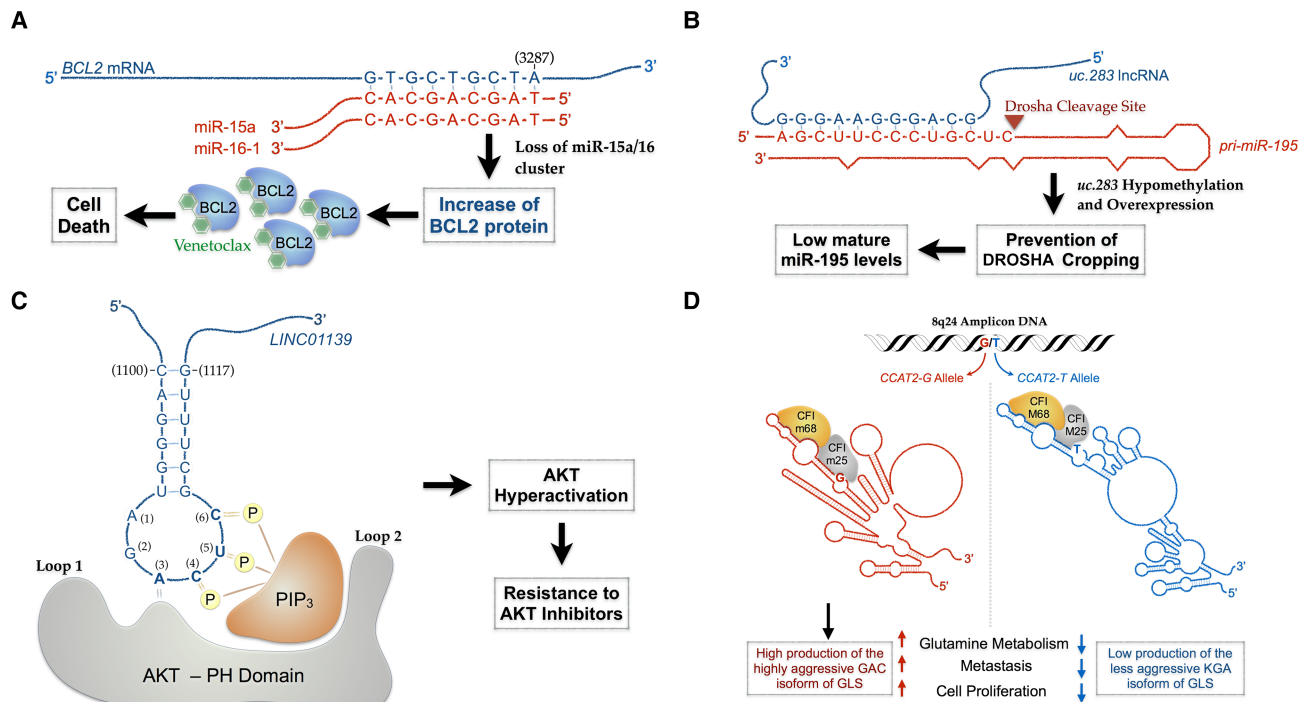 A
5' BCL2 mRNA (3287) 3'
G-T-G-C-T-G-C-T-A
C-A-C-G-A-C-G-A-T- 5'
miR-15a 3' C-A-C-G-A-C-G-A-T- 5'
miR-16-1 3'
Loss of miR-15a/16
cluster
Increase of
BCL2 protein
BCL2
BCL2
BCL2
BCL2
Venetoclax
Cell
Death
B
3' 5'
uc.283 lncRNA
Drosha Cleavage Site
G-G-G-A-A-G-G-G-A-C-G
5' A-G-C-U-U-C-C-C-U-G-C-U-C
pri-miR-195
3'
uc.283 Hypomethylation
and Overexpression
Prevention of
DROSHA Cropping
Low mature
miR-195 levels
C
5' 3'
LINC01139
(1100) C G (1117)
A U
G U
G U
G C
U G
A (1) (6) C P
G (2) (5) U P
(3) (4)
A C P
Loop 1
Loop 2
PIP3
AKT – PH Domain
AKT
Hyperactivation
Resistance to
AKT Inhibitors
D
8q24 Amplicon DNA
G/T
CCAT2-G Allele CCAT2-T Allele
CFI
m68
CFI
m25
G
3'
5'
CFI
M68
CFI
M25
T
3'
5'
High production of the
highly aggressive GAC
isoform of GLS
Glutamine Metabolism
Metastasis
Cell Proliferation
Low production of the
less aggressive KGA
isoform of GLS